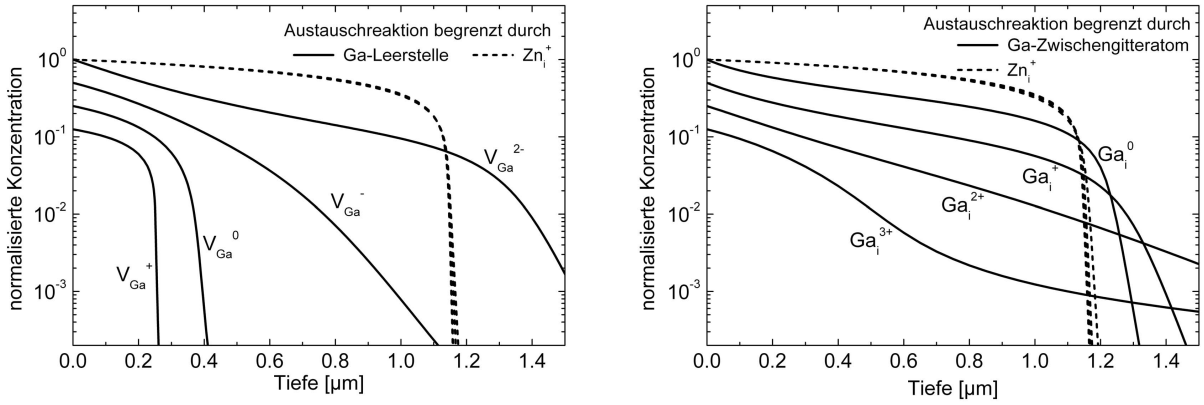 Austauschreaktion begrenzt durch
Ga-Leerstelle Zn_i^+
normalisierte Konzentration
10^0
10^-1
10^-2
10^-3
V_Ga^2-
V_Ga^-
V_Ga^0
V_Ga^+
0.0 0.2 0.4 0.6 0.8 1.0 1.2 1.4
Tiefe [µm]
Austauschreaktion begrenzt durch
Ga-Zwischengitteratom
Zn_i^+
normalisierte Konzentration
10^0
10^-1
10^-2
10^-3
Ga_i^0
Ga_i^+
Ga_i^2+
Ga_i^3+
0.0 0.2 0.4 0.6 0.8 1.0 1.2 1.4
Tiefe [µm]